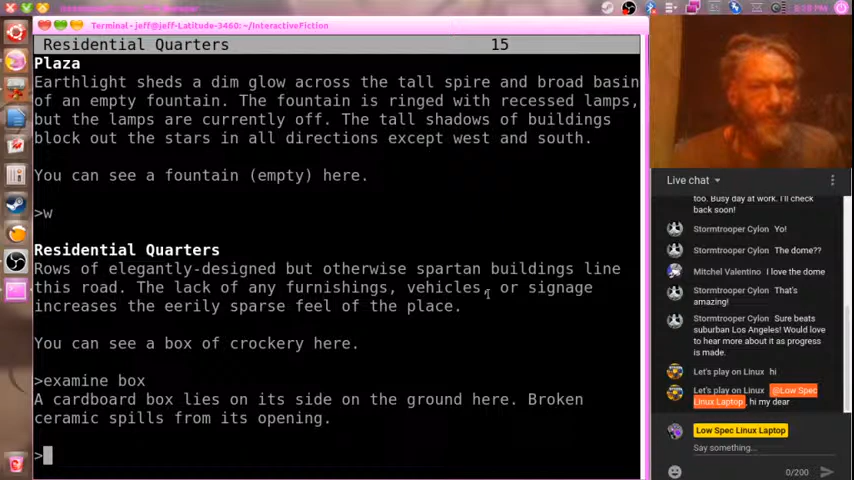 Terminal - jeff@jeff-Latitude-3460:~/InteractiveFiction
Residential Quarters 15
Plaza
Earthlight sheds a dim glow across the tall spire and broad basin
of an empty fountain. The fountain is ringed with recessed lamps,
but the lamps are currently off. The tall shadows of buildings
block out the stars in all directions except west and south.
You can see a fountain (empty) here.
>w
Residential Quarters
Rows of elegantly-designed but otherwise spartan buildings line
this road. The lack of any furnishings, vehicles, or signage
increases the eerily sparse feel of the place.
You can see a box of crockery here.
>examine box
A cardboard box lies on its side on the ground here. Broken
ceramic spills from its opening.
>
Live chat
too. Busy day at work. I'll check
back soon!
Stormtrooper Cylon Yo!
Stormtrooper Cylon The dome??
Mitchel Valentino I love the dome
Stormtrooper Cylon That's
amazing!
Stormtrooper Cylon Sure beats
suburban Los Angeles! Would love
to hear more about it as progress
is made.
Let's play on Linux hi
Let's play on Linux @Low Spec
Linux Laptop, hi my dear
Low Spec Linux Laptop
Say something...
0/200